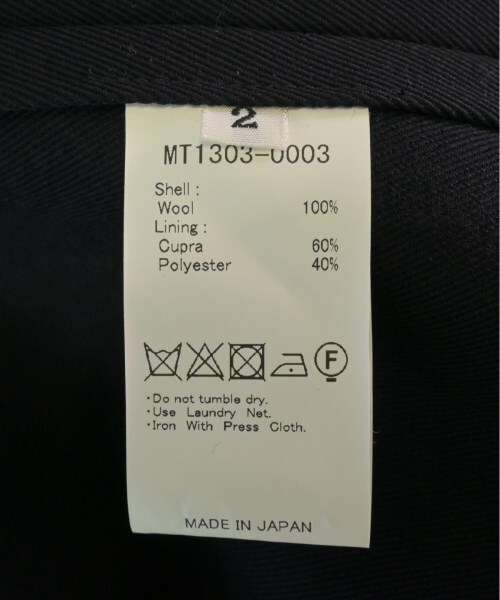 2
MT1303-0003
Shell :
Wool 100%
Lining :
Cupra 60%
Polyester 40%
F
・Do not tumble dry.
・Use Laundry Net.
・Iron With Press Cloth.
MADE IN JAPAN